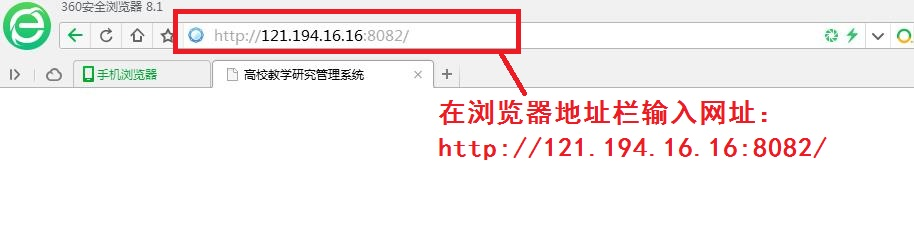 360安全浏览器 8.1
http://121.194.16.16:8082/
手机浏览器
高校教学研究管理系统
在浏览器地址栏输入网址：
http://121.194.16.16:8082/